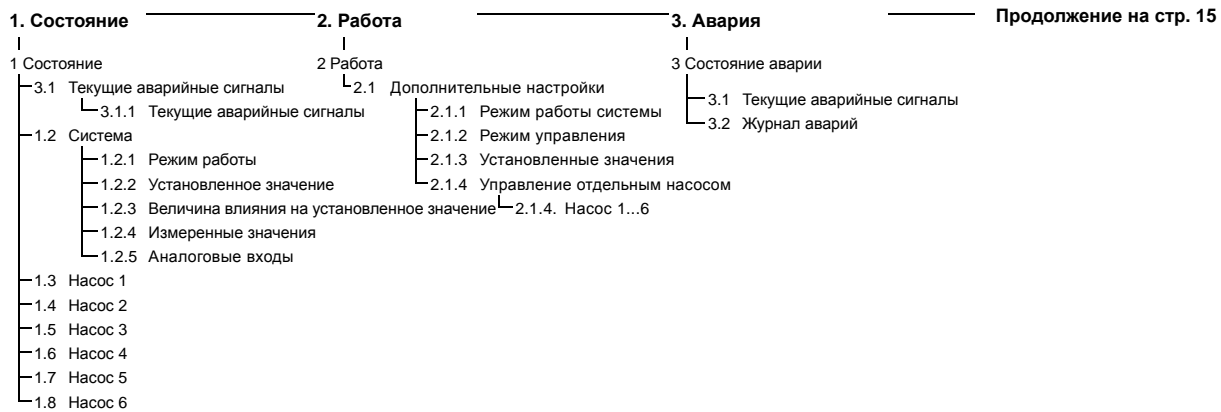 1. Состояние
2. Работа
3. Авария
Продолжение на стр. 15
1 Состояние
3.1 Текущие аварийные сигналы
3.1.1 Текущие аварийные сигналы
1.2 Система
1.2.1 Режим работы
1.2.2 Установленное значение
1.2.3 Величина влияния на установленное значение
1.2.4 Измеренные значения
1.2.5 Аналоговые входы
1.3 Насос 1
1.4 Насос 2
1.5 Насос 3
1.6 Насос 4
1.7 Насос 5
1.8 Насос 6
2 Работа
2.1 Дополнительные настройки
2.1.1 Режим работы системы
2.1.2 Режим управления
2.1.3 Установленные значения
2.1.4 Управление отдельным насосом
2.1.4. Насос 1...6
3 Состояние аварии
3.1 Текущие аварийные сигналы
3.2 Журнал аварий